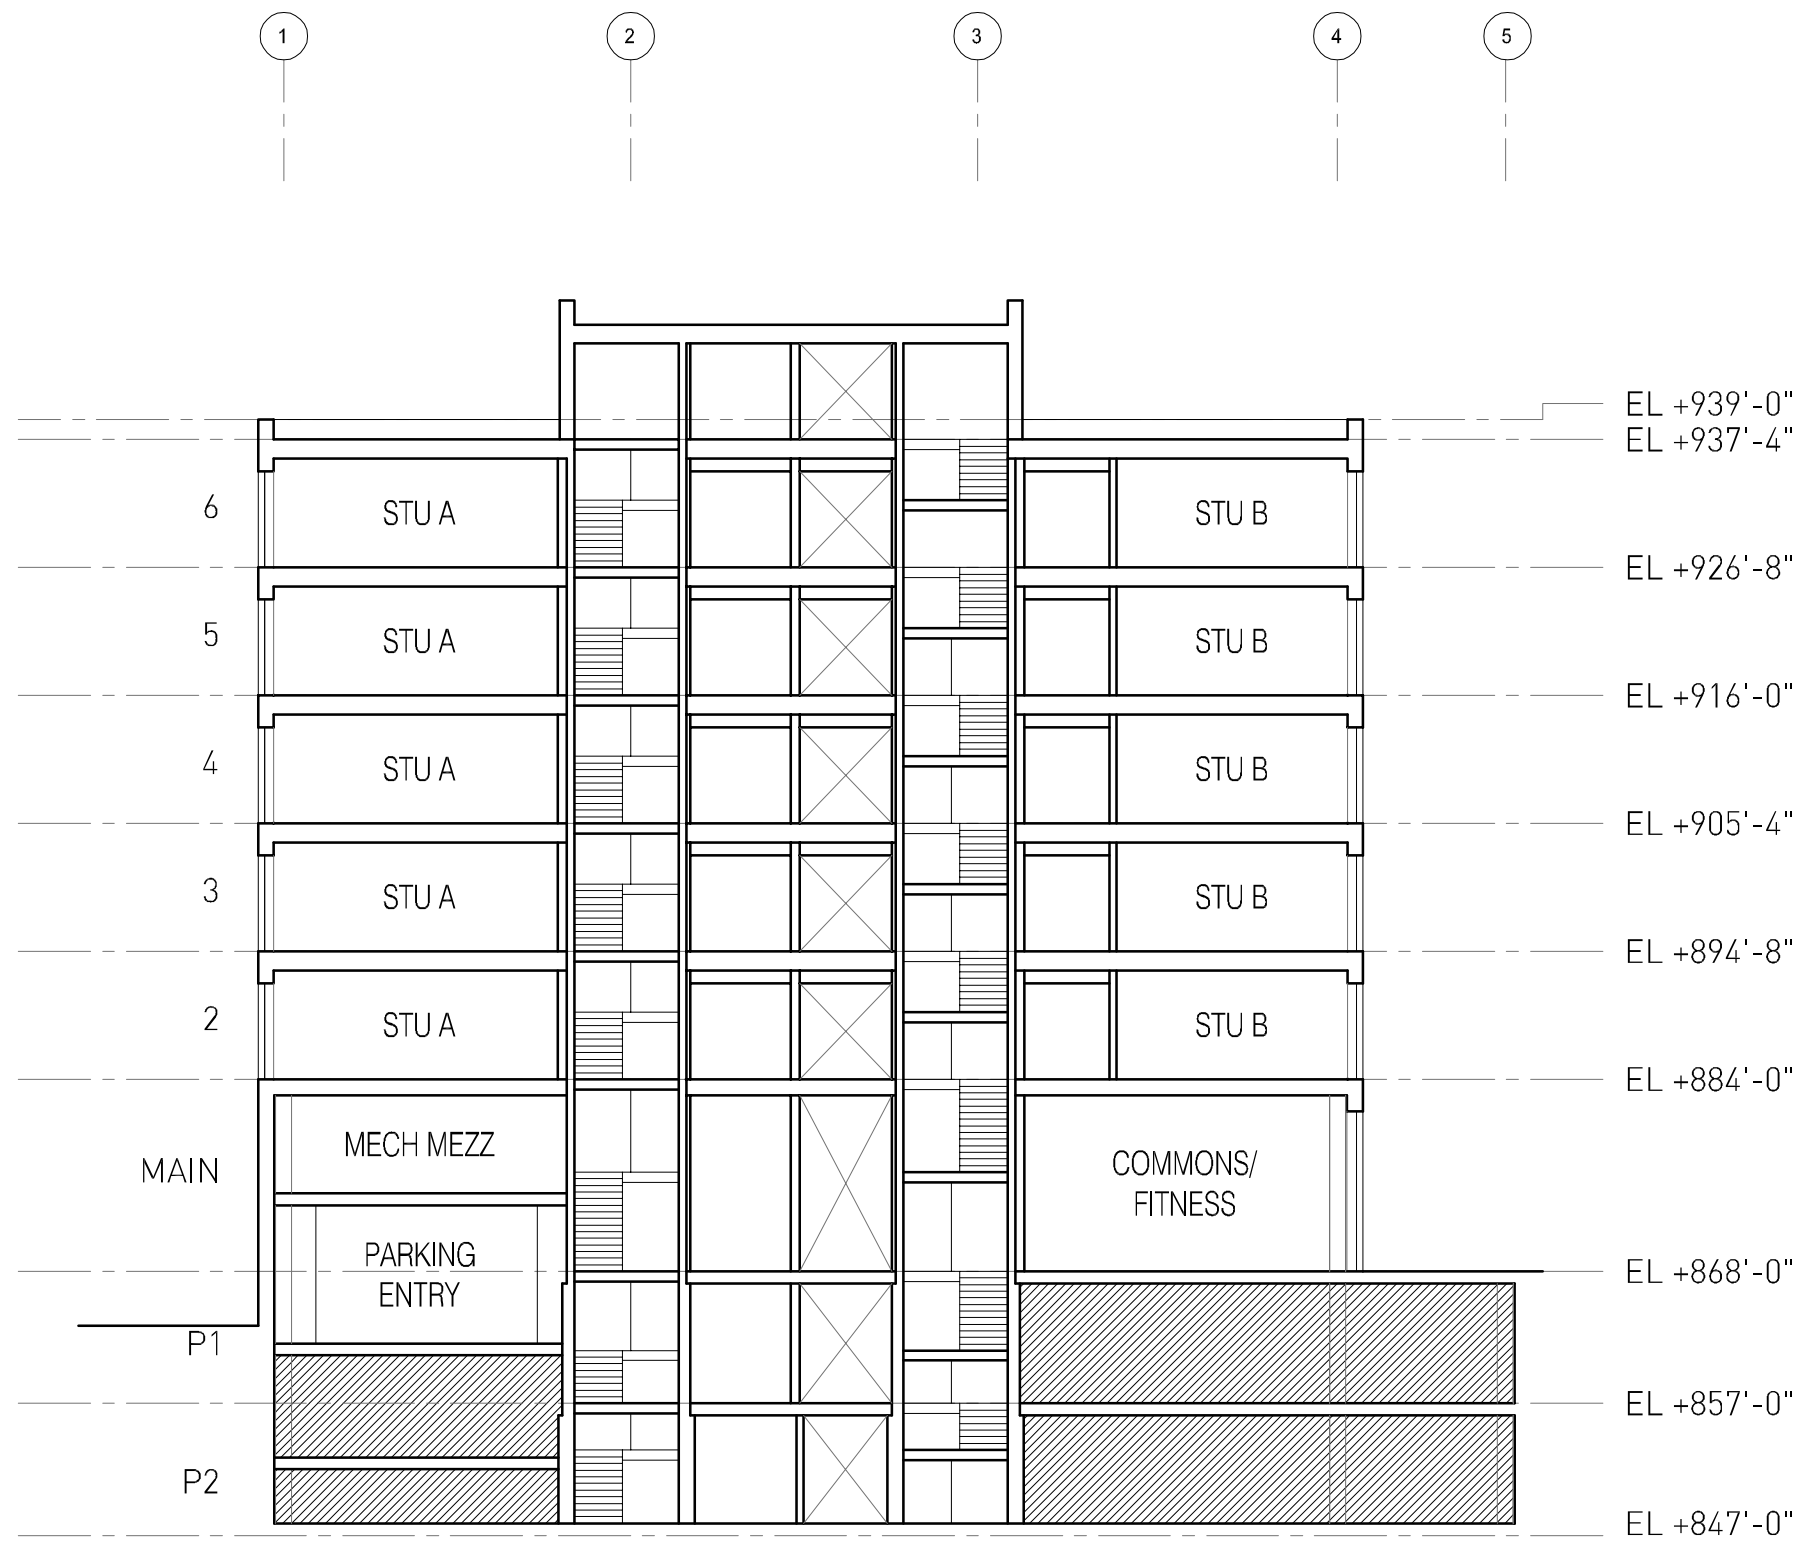 1 2 3 4 5
EL +939'-0"
EL +937'-4"
6 STU A STU B
EL +926'-8"
5 STU A STU B
EL +916'-0"
4 STU A STU B
EL +905'-4"
3 STU A STU B
EL +894'-8"
2 STU A STU B
EL +884'-0"
MECH MEZZ
MAIN
COMMONS/
FITNESS
PARKING
ENTRY
EL +868'-0"
P1
EL +857'-0"
P2
EL +847'-0"